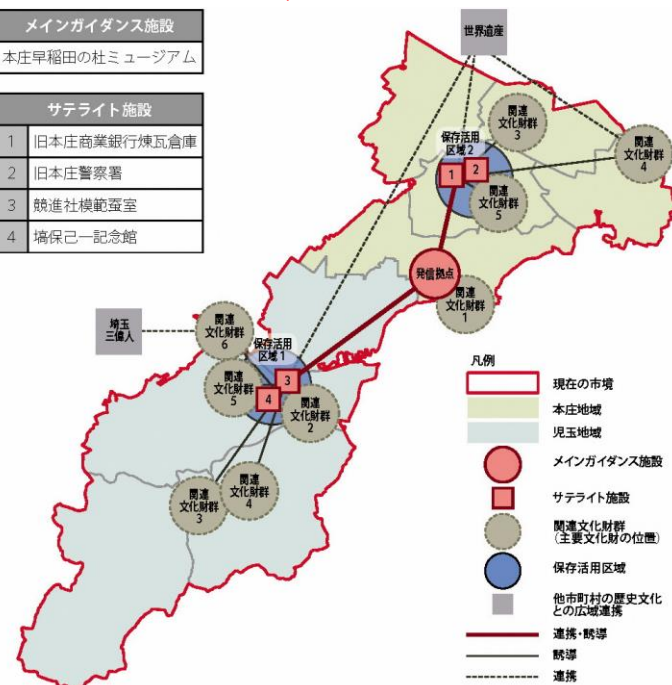 メインガイダンス施設
本庄早稲田の杜ミュージアム
サテライト施設
1 旧本庄商業銀行煉瓦倉庫
2 旧本庄警察署
3 競進社模範蚕室
4 塙保己一記念館
世界遺産
関連
文化財群
3
保存活用
区域2
1
2
関連
文化財群
4
関連
文化財群
5
発信拠点
関連
文化財群
1
埼玉
三偉人
関連
文化財群
6
保存活用
区域1
関連
文化財群
5
3
4
関連
文化財群
2
関連
文化財群
3
関連
文化財群
4
凡例
現在の市境
本庄地域
児玉地域
メインガイダンス施設
サテライト施設
関連文化財群
(主要文化財の位置)
保存活用区域
他市町村の歴史文化
との広域連携
連携・誘導
誘導
連携